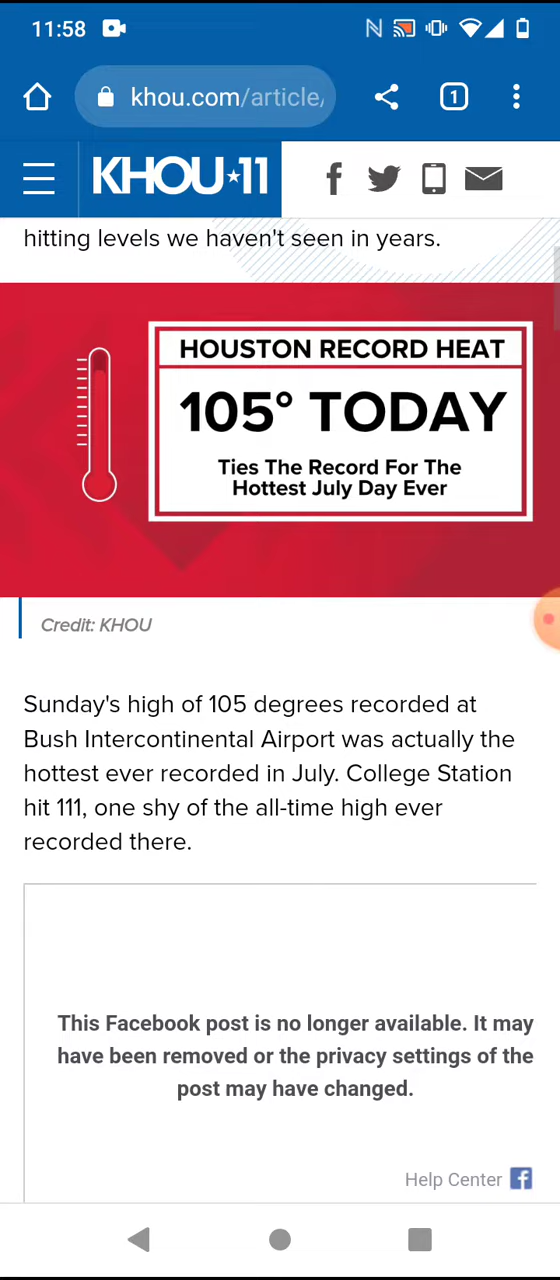 11:58
khou.com/article,
1
KHOU★11
hitting levels we haven't seen in years.
HOUSTON RECORD HEAT
105° TODAY
Ties The Record For The
Hottest July Day Ever
Credit: KHOU
Sunday's high of 105 degrees recorded at
Bush Intercontinental Airport was actually the
hottest ever recorded in July. College Station
hit 111, one shy of the all-time high ever
recorded there.
This Facebook post is no longer available. It may
have been removed or the privacy settings of the
post may have changed.
Help Center